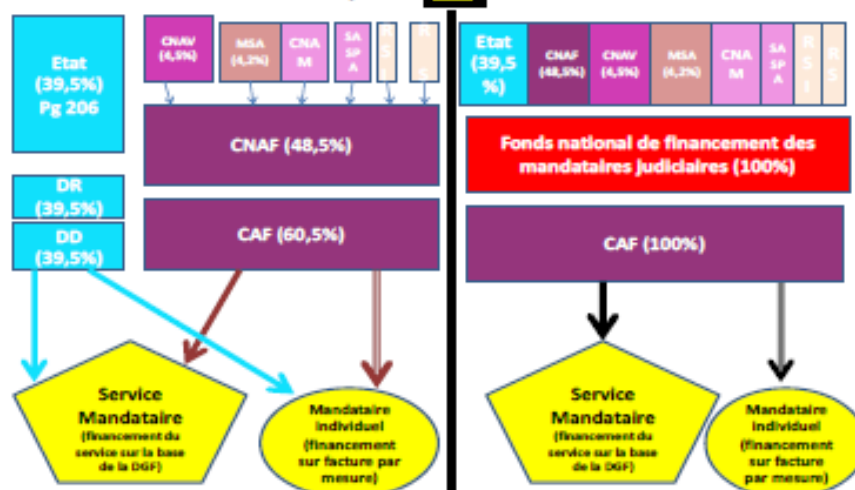 Etat
(39,5%)
Pg 206
CNAV
(4,5%)
MSA
(4,2%)
CNA
M
SA
SP
A
R
S
I
R
S
CNAF (48,5%)
DR
(39,5%)
DD
(39,5%)
CAF (60,5%)
Service
Mandataire
(financement du
service sur la base
de la DGF)
Mandataire
individuel
(financement
sur facture par
mesure)
Etat
(39,5
%)
CNAF
(48,5%)
CNAV
(4,5%)
MSA
(4,2%)
CNA
M
SA
SP
A
R
S
I
R
S
Fonds national de financement des
mandataires judiciaires (100%)
CAF (100%)
Service
Mandataire
(financement du
service sur la base
de la DGF)
Mandataire
individuel
(financement
sur facture
par mesure)